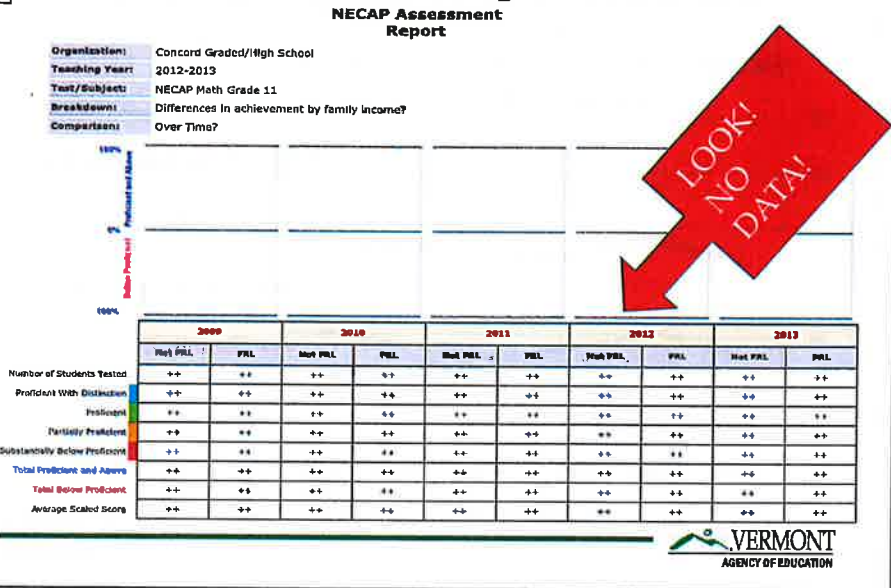 NECAP Assessment
Report
Organization: Concord Graded/High School
Teaching Year: 2012-2013
Test/Subject: NECAP Math Grade 11
Breakdown: Differences in achievement by family income?
Comparison: Over Time?
LOOK!
NO
DATA!
100%
Proficient and Above
0%
Below Proficient
100%
2009 2010 2011 2012 2013
Not FRL FRL Not FRL FRL Not FRL FRL Not FRL FRL Not FRL FRL
Number of Students Tested ++ ++ ++ ++ ++ ++ ++ ++ ++ ++
Proficient With Distinction ++ ++ ++ ++ ++ ++ ++ ++ ++ ++
Proficient ++ ++ ++ ++ ++ ++ ++ ++ ++ ++
Partially Proficient ++ ++ ++ ++ ++ ++ ++ ++ ++ ++
Substantially Below Proficient ++ ++ ++ ++ ++ ++ ++ ++ ++ ++
Total Proficient and Above ++ ++ ++ ++ ++ ++ ++ ++ ++ ++
Total Below Proficient ++ ++ ++ ++ ++ ++ ++ ++ ++ ++
Average Scaled Score ++ ++ ++ ++ ++ ++ ++ ++ ++ ++
VERMONT
AGENCY OF EDUCATION